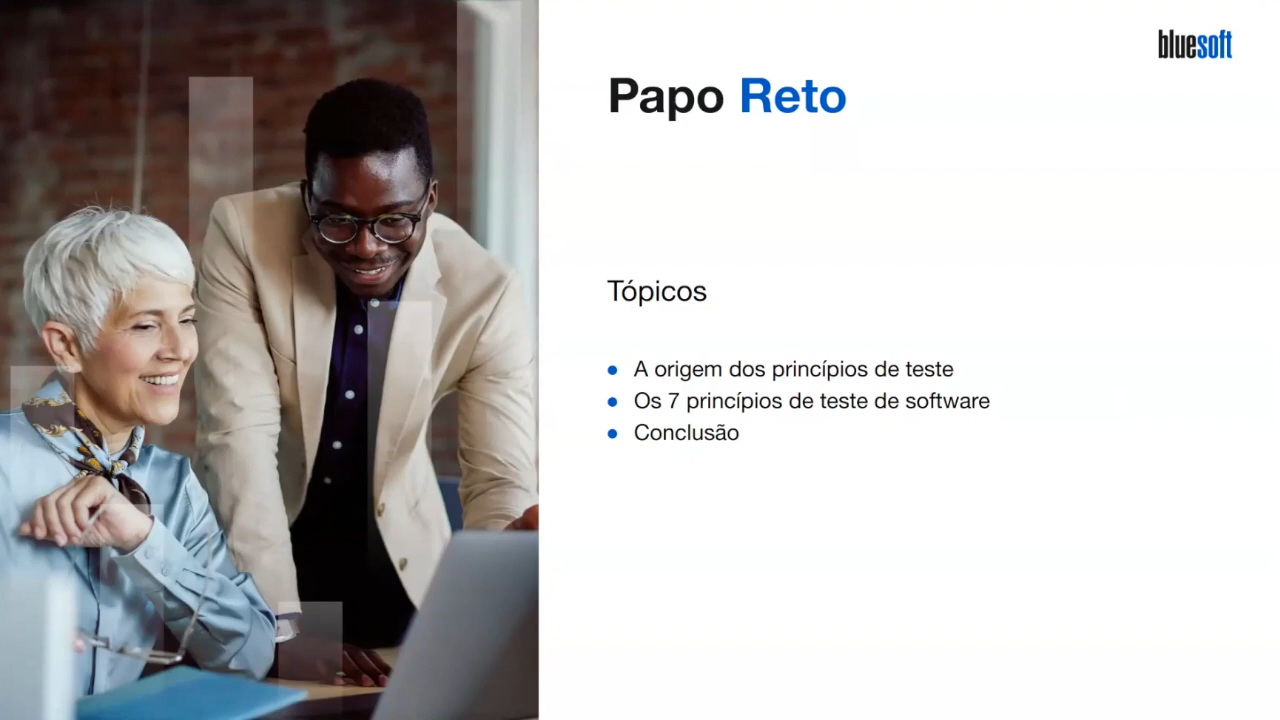 bluesoft
Papo Reto
Tópicos
A origem dos princípios de teste
Os 7 princípios de teste de software
Conclusão